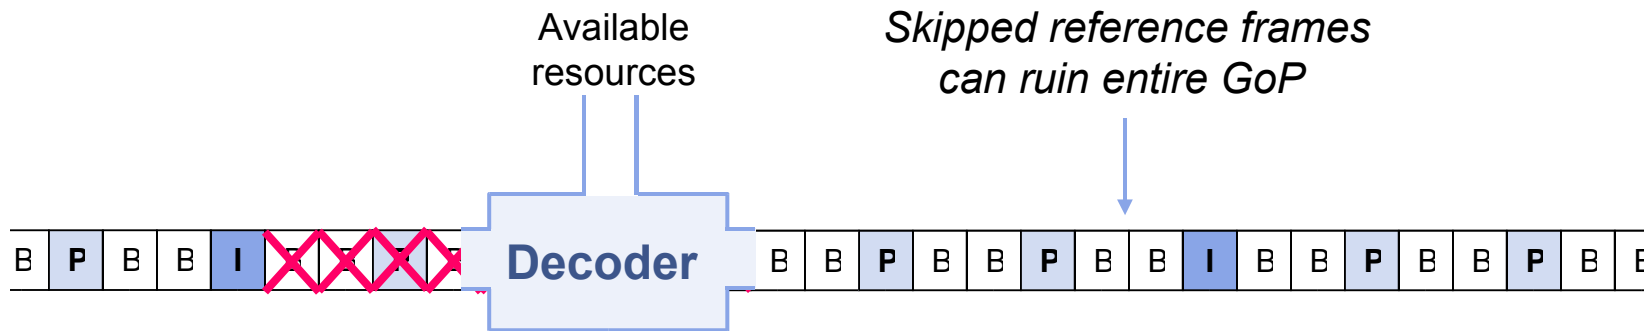 Available
resources
Skipped reference frames
can ruin entire GoP
B P B B I
Decoder
B B P B B P B B I B B P B B P B